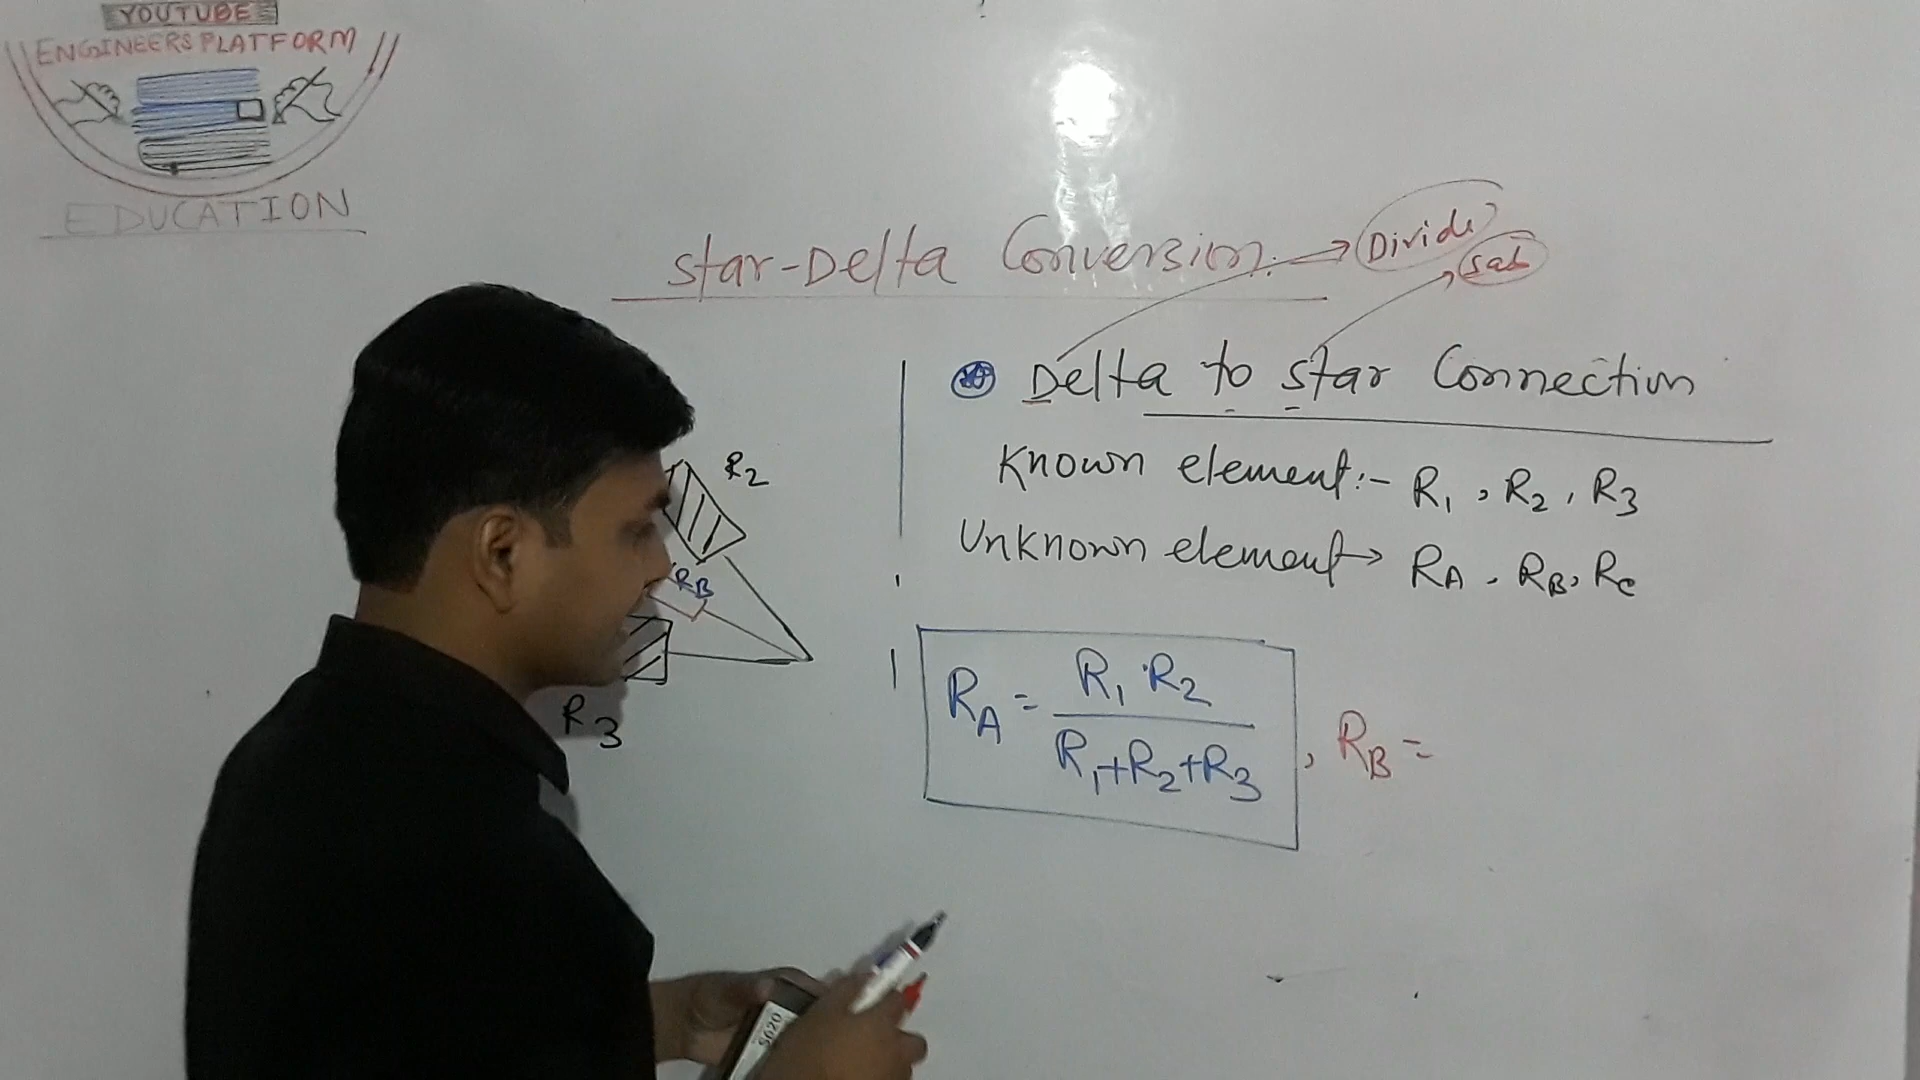 YOUTUBE
ENGINEERS PLATFORM
EDUCATION
Star-Delta Conversion.
Divide
Delta to star Connection
Known element:- R1, R2, R3
Unknown element → RA, RB, RC
R2
RB
R3
RA = R1 · R2 / R1+R2+R3, RB =
5620